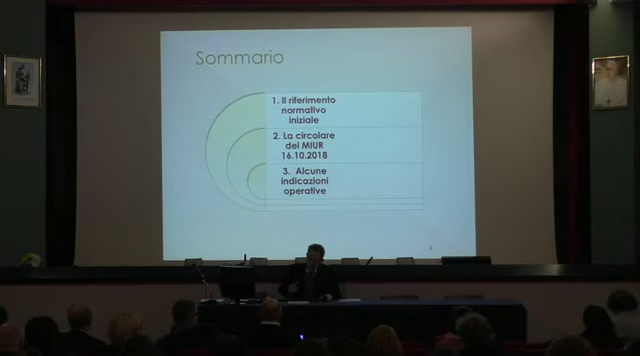 Sommario
1. Il riferimento
normativo
iniziale
2. La circolare
del MIUR
16.10.2018
3. Alcune
indicazioni
operative